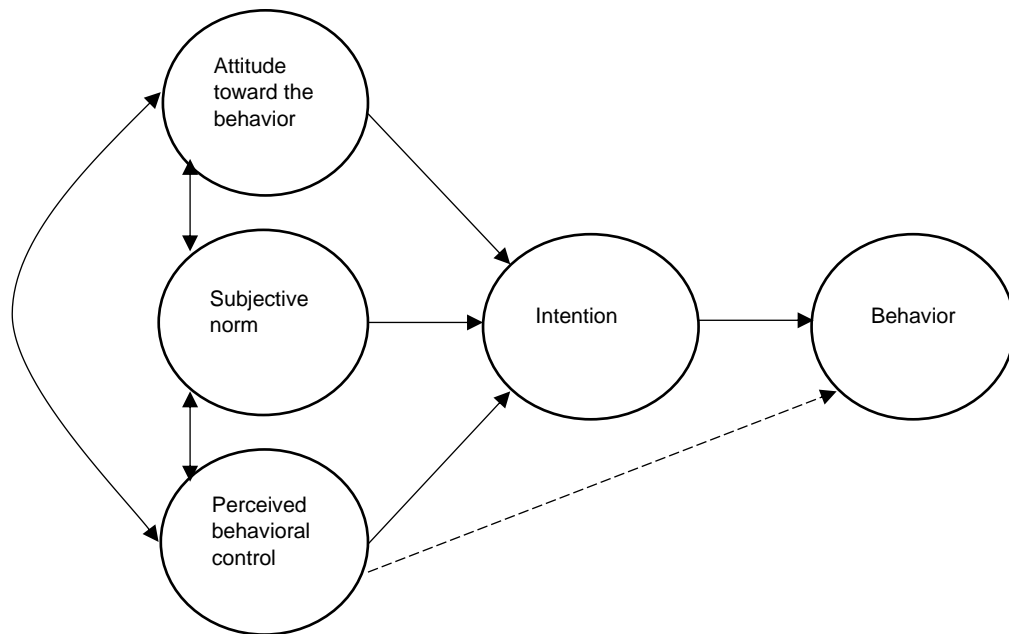 Attitude
toward the
behavior
Subjective
norm
Intention
Behavior
Perceived
behavioral
control